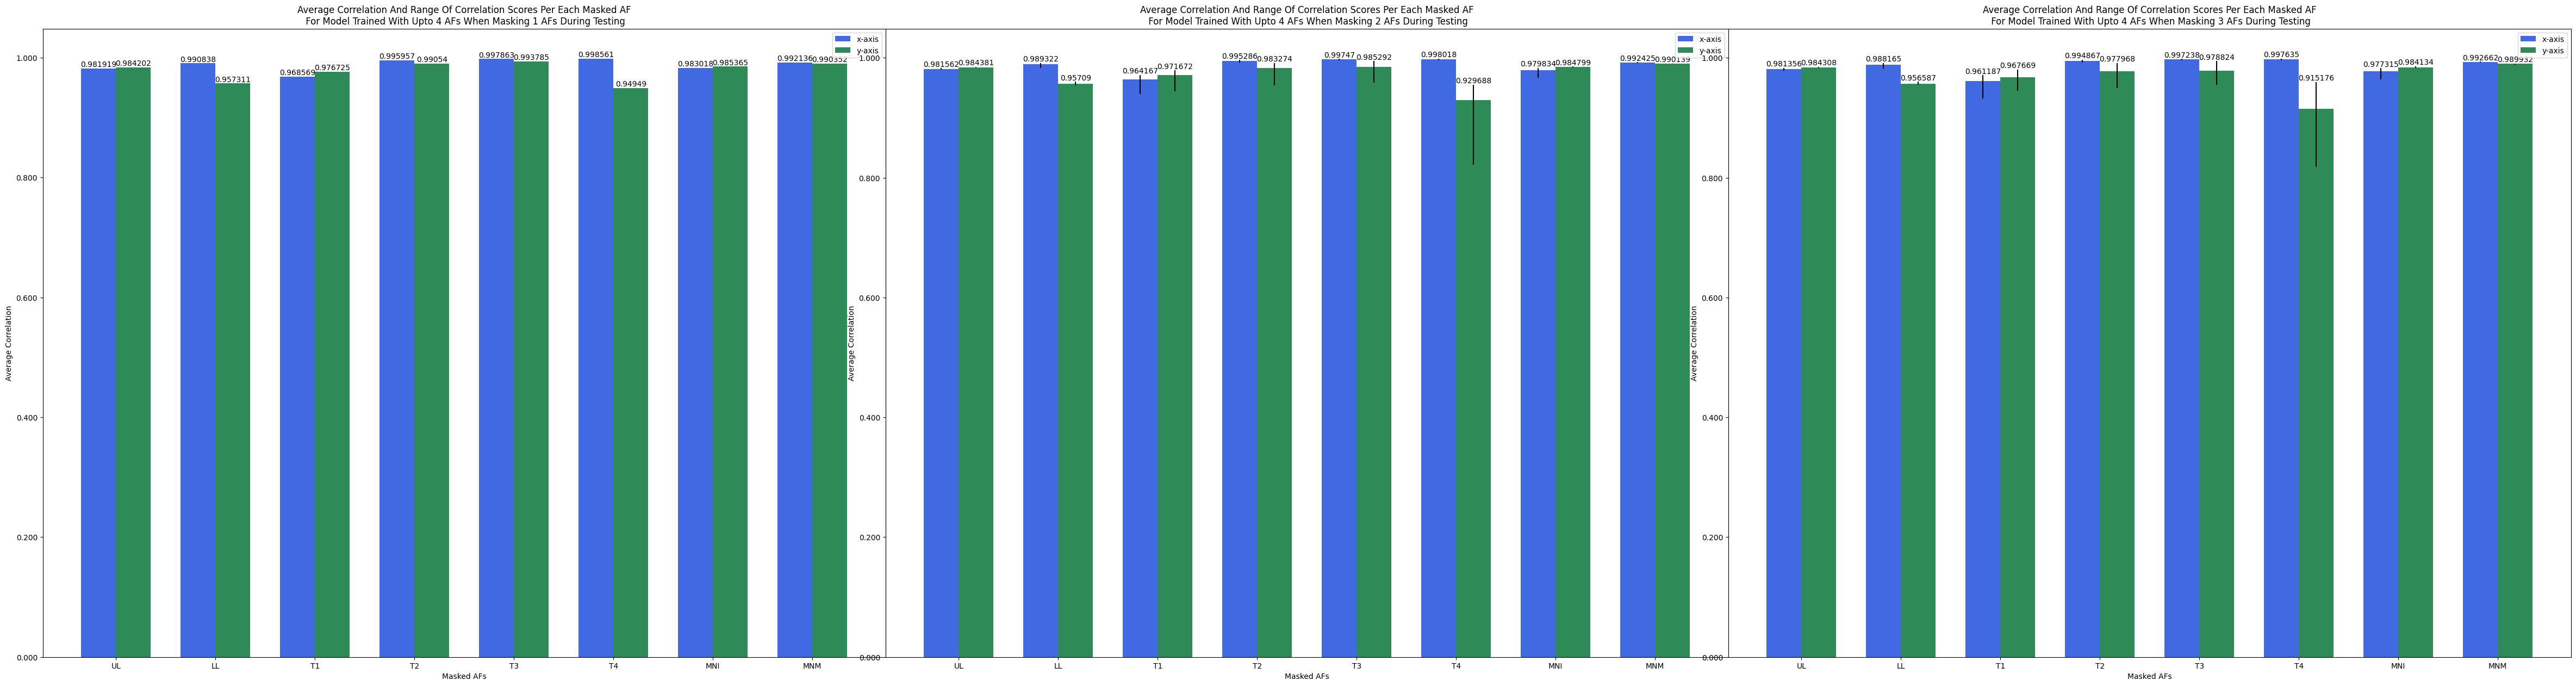 Average Correlation And Range Of Correlation Scores Per Each Masked AF
For Model Trained With Upto 4 AFs When Masking 1 AFs During Testing
x-axis
y-axis
1.000
0.800
0.600
0.400
0.200
0.000
Average Correlation
0.981919 0.984202 0.990838 0.957311 0.968569 0.976725 0.995957 0.99054 0.997863 0.993785 0.998561 0.94949 0.983018 0.985365 0.992136 0.990352
UL LL T1 T2 T3 T4 MNI MNM
Masked AFs
Average Correlation And Range Of Correlation Scores Per Each Masked AF
For Model Trained With Upto 4 AFs When Masking 2 AFs During Testing
x-axis
y-axis
1.000
0.800
0.600
0.400
0.200
0.000
Average Correlation
0.981562 0.984381 0.989322 0.95709 0.964167 0.971672 0.995286 0.983274 0.99747 0.985292 0.998018 0.929688 0.979834 0.984799 0.992425 0.990139
UL LL T1 T2 T3 T4 MNI MNM
Masked AFs
Average Correlation And Range Of Correlation Scores Per Each Masked AF
For Model Trained With Upto 4 AFs When Masking 3 AFs During Testing
x-axis
y-axis
1.000
0.800
0.600
0.400
0.200
0.000
Average Correlation
0.981356 0.984308 0.988165 0.956587 0.961187 0.967669 0.994867 0.977968 0.997238 0.978824 0.997635 0.915176 0.977315 0.984134 0.992662 0.989932
UL LL T1 T2 T3 T4 MNI MNM
Masked AFs